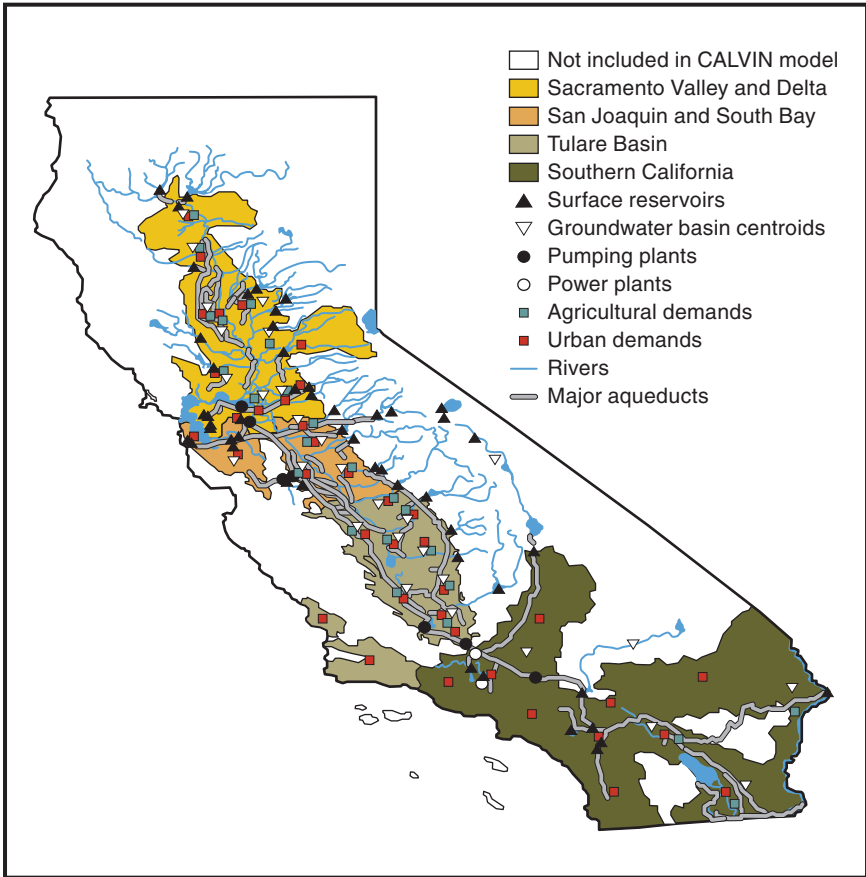 Not included in CALVIN model
Sacramento Valley and Delta
San Joaquin and South Bay
Tulare Basin
Southern California
Surface reservoirs
Groundwater basin centroids
Pumping plants
Power plants
Agricultural demands
Urban demands
Rivers
Major aqueducts